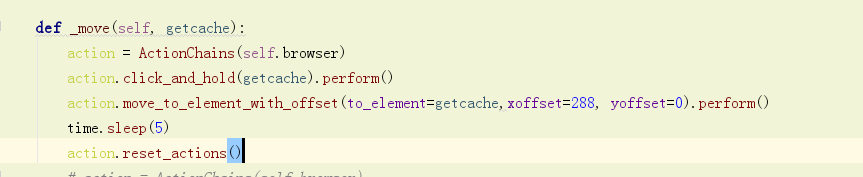 def _move(self, getcache):
action = ActionChains(self.browser)
action.click_and_hold(getcache).perform()
action.move_to_element_with_offset(to_element=getcache,xoffset=288, yoffset=0).perform()
time.sleep(5)
action.reset_actions()
# action = ActionChains(self.browser)